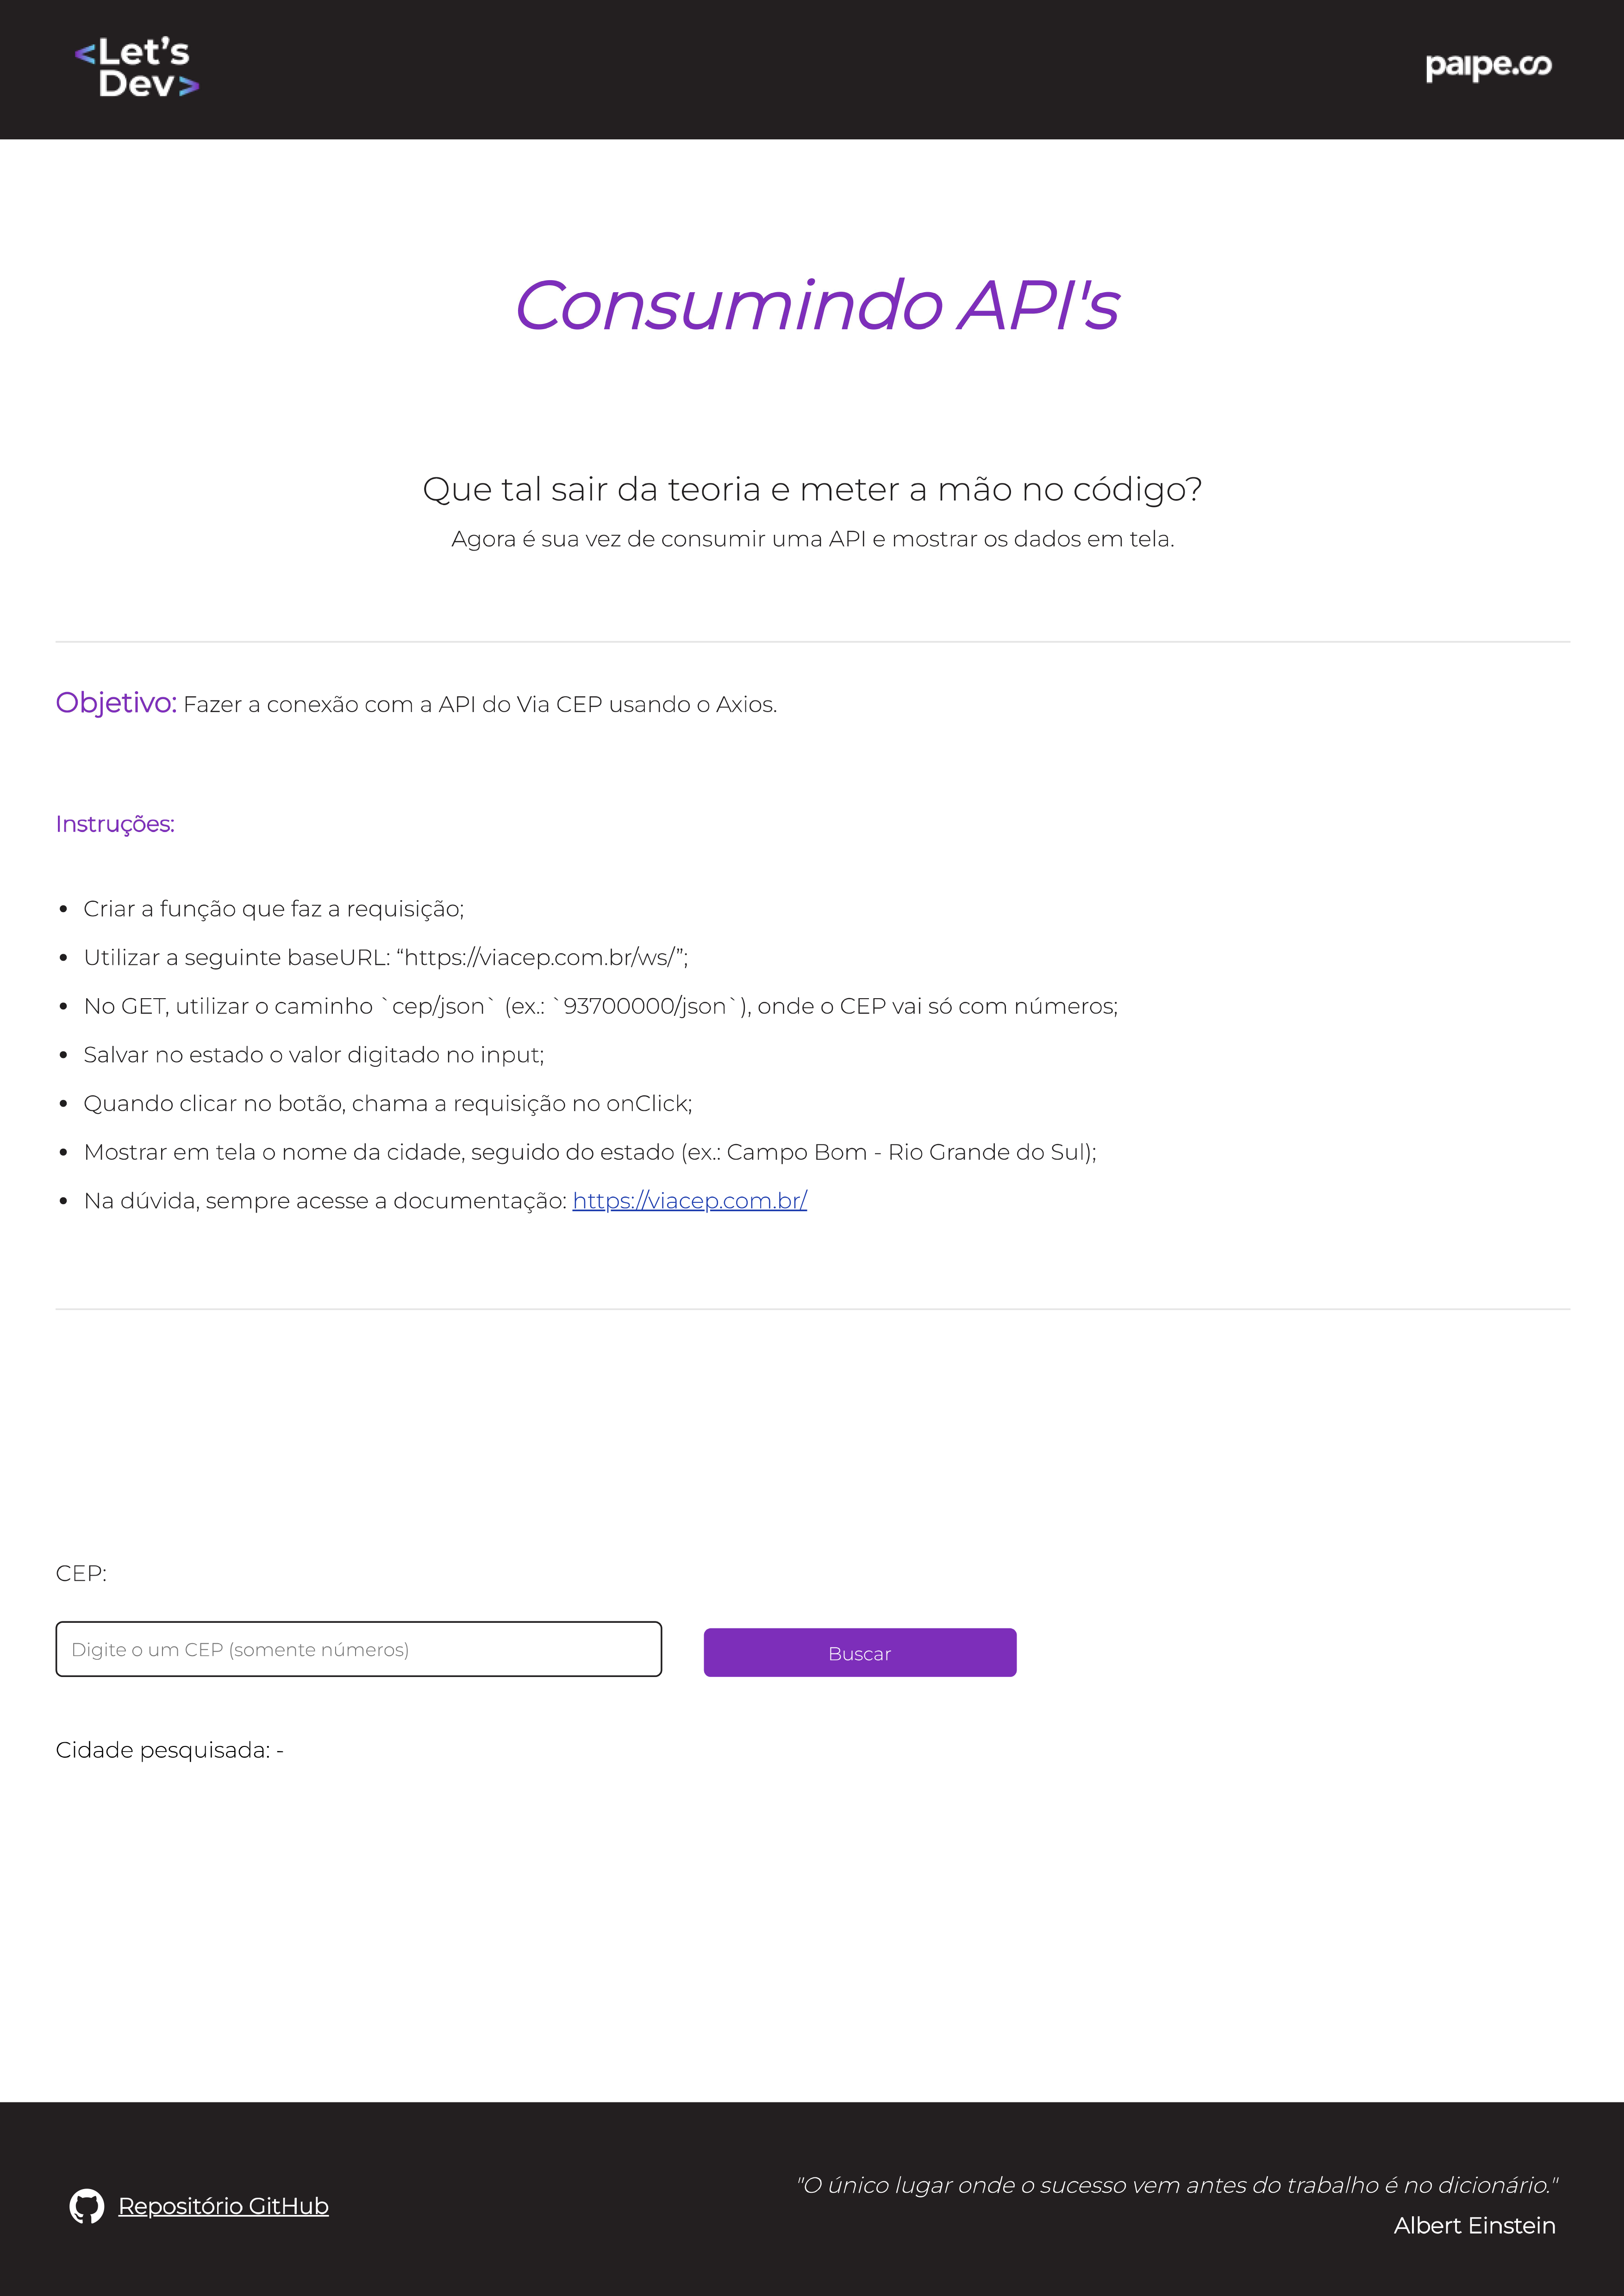 <Let's
Dev>
paipe.co
Consumindo API's
Que tal sair da teoria e meter a mão no código?
Agora é sua vez de consumir uma API e mostrar os dados em tela.
Objetivo: Fazer a conexão com a API do Via CEP usando o Axios.
Instruções:
• Criar a função que faz a requisição;
• Utilizar a seguinte baseURL: “https://viacep.com.br/ws/”;
• No GET, utilizar o caminho `cep/json` (ex.: `93700000/json`), onde o CEP vai só com números;
• Salvar no estado o valor digitado no input;
• Quando clicar no botão, chama a requisição no onClick;
• Mostrar em tela o nome da cidade, seguido do estado (ex.: Campo Bom - Rio Grande do Sul);
• Na dúvida, sempre acesse a documentação: https://viacep.com.br/
CEP:
Digite o um CEP (somente números)
Buscar
Cidade pesquisada: -
Repositório GitHub
"O único lugar onde o sucesso vem antes do trabalho é no dicionário."
Albert Einstein